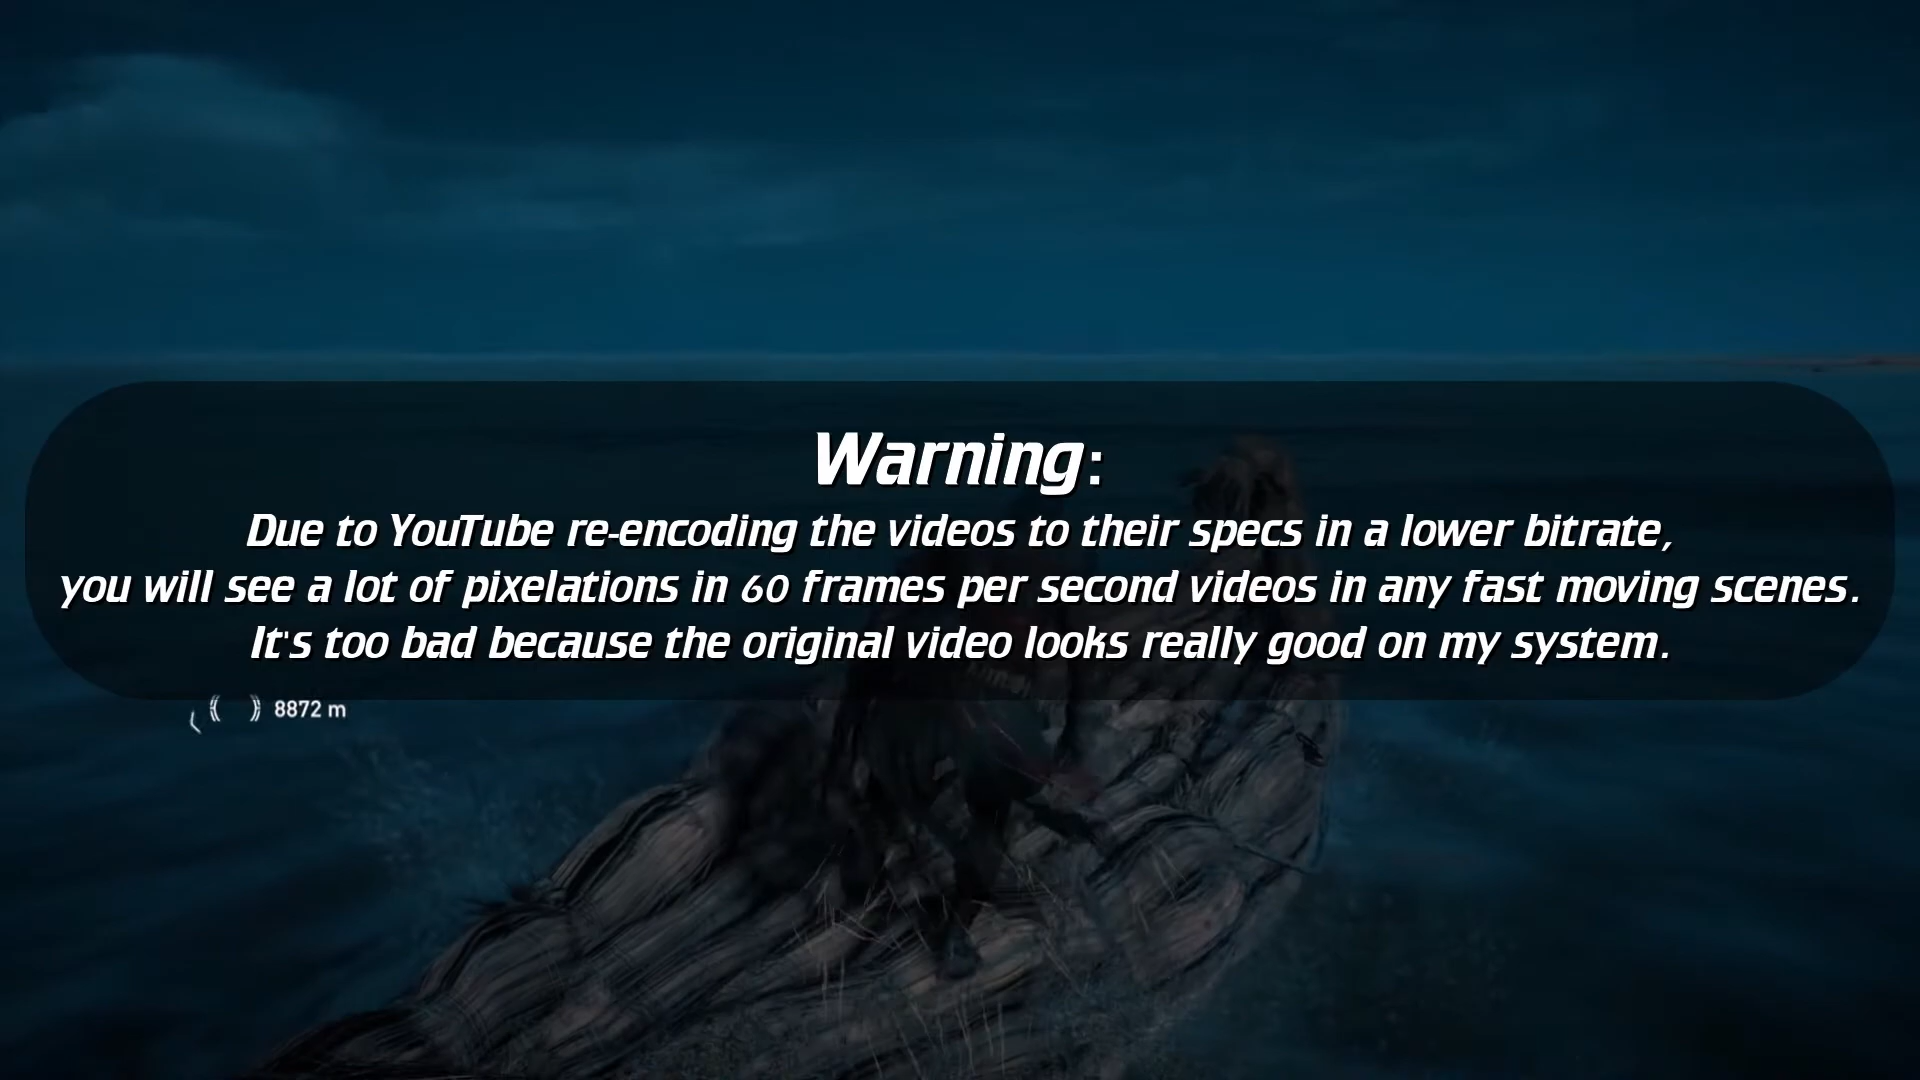 Warning:
Due to YouTube re-encoding the videos to their specs in a lower bitrate,
you will see a lot of pixelations in 60 frames per second videos in any fast moving scenes.
It's too bad because the original video looks really good on my system.
8872 m